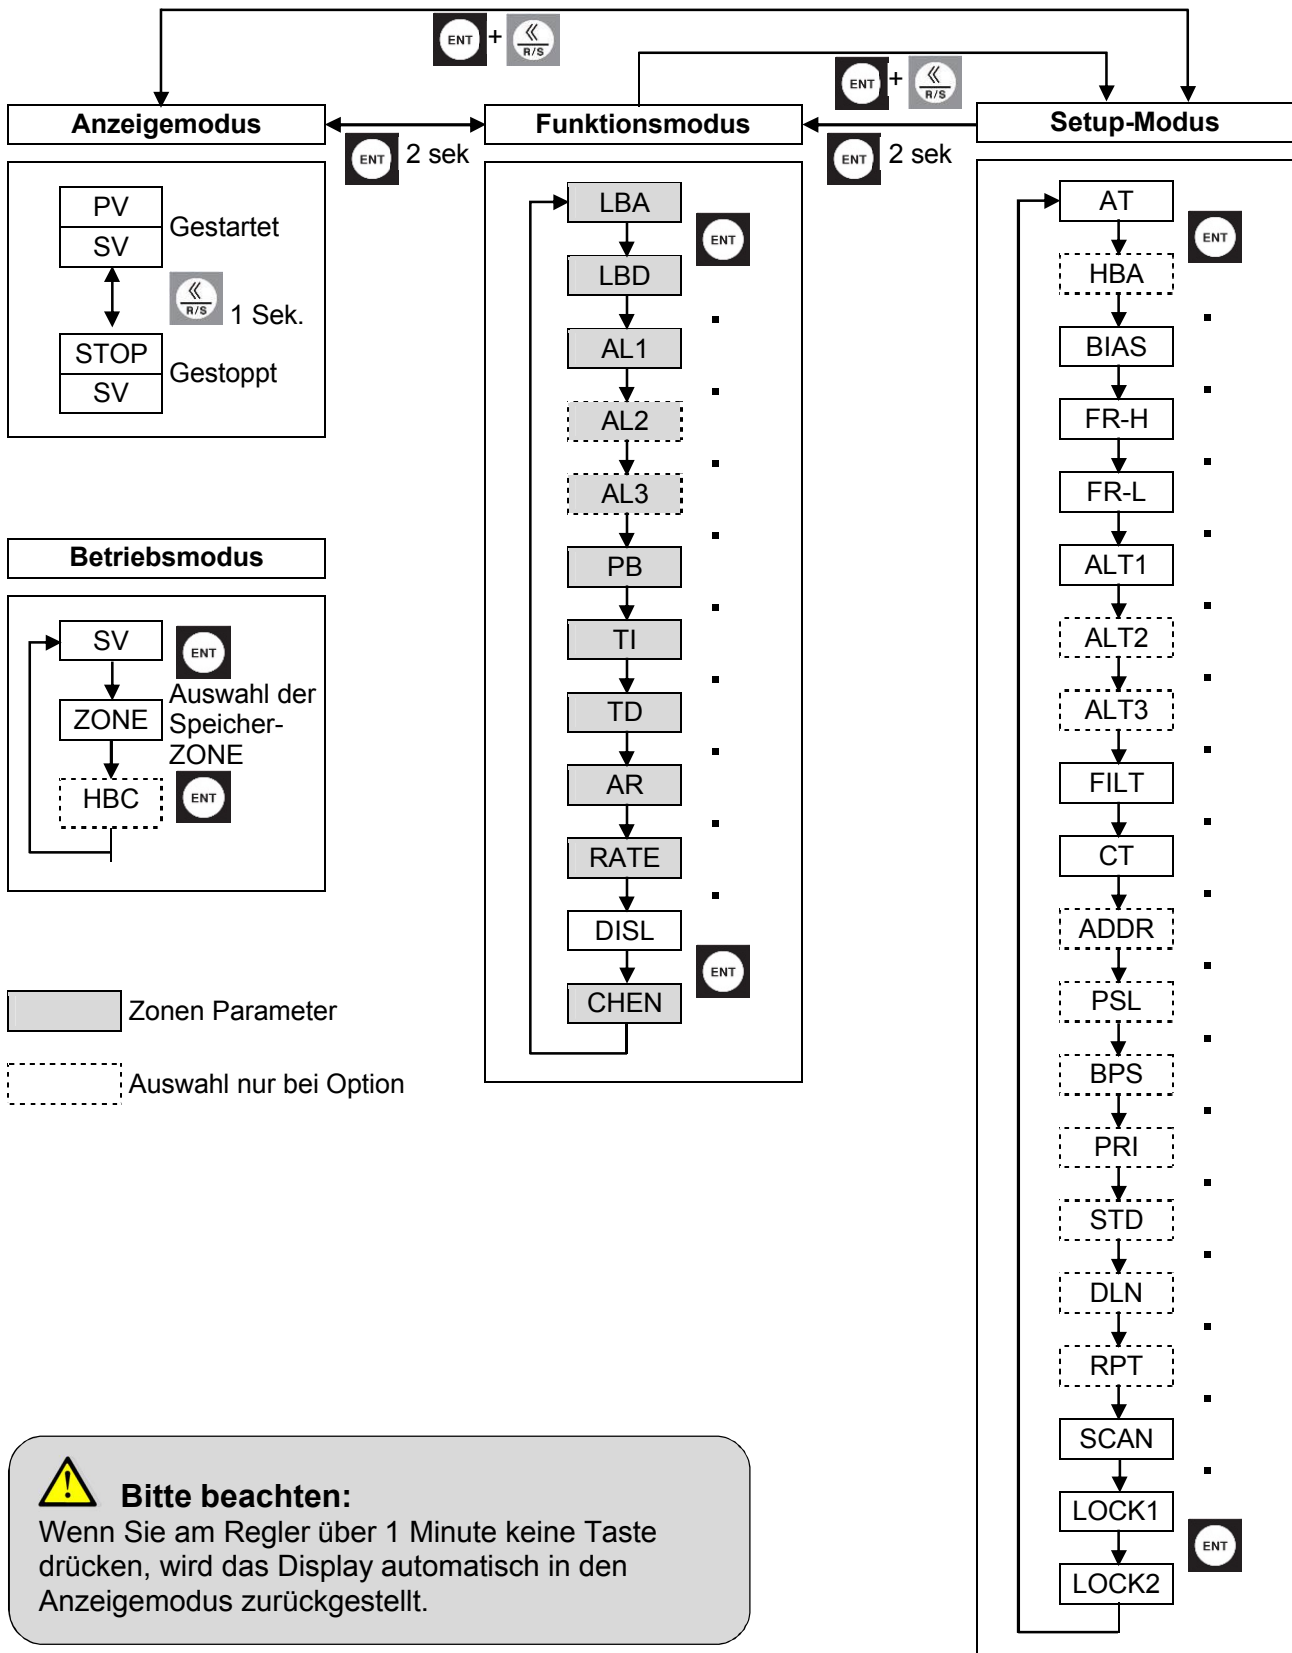 ENT + R/S
ENT + R/S
Anzeigemodus
Funktionsmodus
Setup-Modus
ENT 2 sek
ENT 2 sek
PV
SV
Gestartet
R/S 1 Sek.
STOP
SV
Gestoppt
Betriebsmodus
SV
ENT
ZONE
Auswahl der
Speicher-
ZONE
HBC
ENT
Zonen Parameter
Auswahl nur bei Option
LBA
ENT
LBD
AL1
AL2
AL3
PB
TI
TD
AR
RATE
DISL
ENT
CHEN
AT
ENT
HBA
BIAS
FR-H
FR-L
ALT1
ALT2
ALT3
FILT
CT
ADDR
PSL
BPS
PRI
STD
DLN
RPT
SCAN
LOCK1
ENT
LOCK2
Bitte beachten:
Wenn Sie am Regler über 1 Minute keine Taste
drücken, wird das Display automatisch in den
Anzeigemodus zurückgestellt.